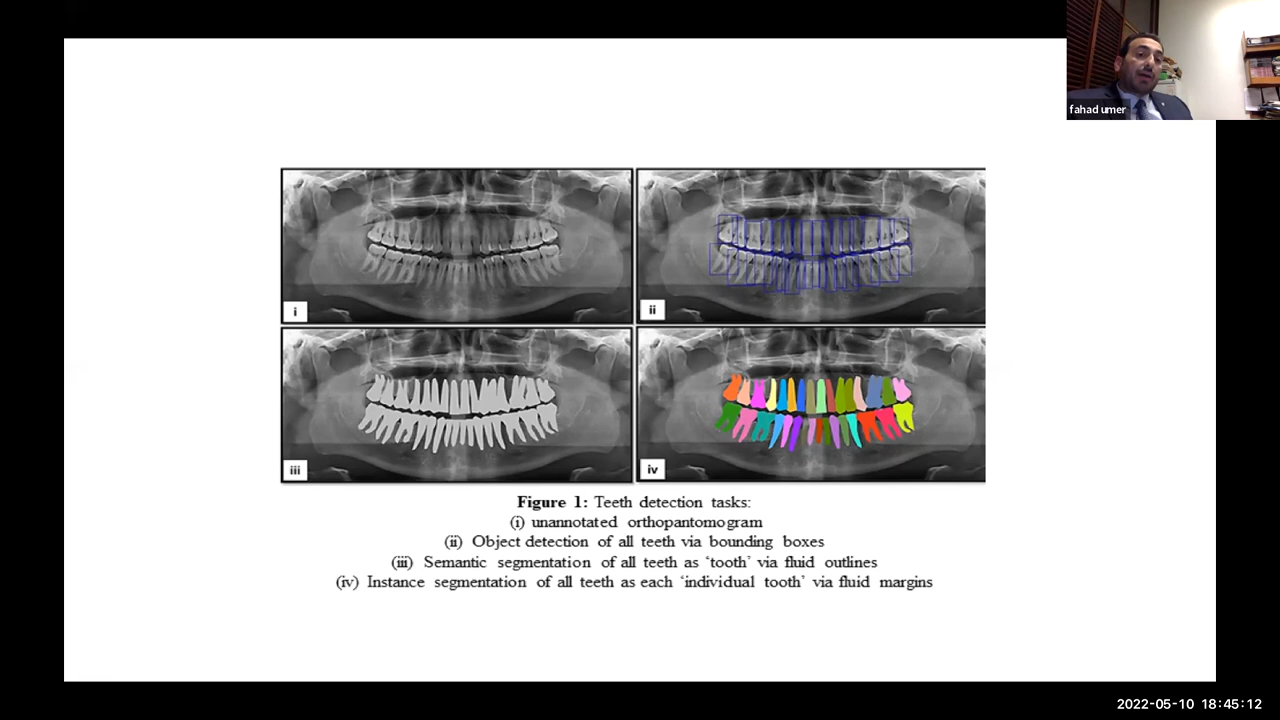 fahad umer
i
ii
iii
iv
Figure 1: Teeth detection tasks:
(i) unannotated orthopantomogram
(ii) Object detection of all teeth via bounding boxes
(iii) Semantic segmentation of all teeth as ‘tooth’ via fluid outlines
(iv) Instance segmentation of all teeth as each ‘individual tooth’ via fluid margins
2022-05-10 18:45:12